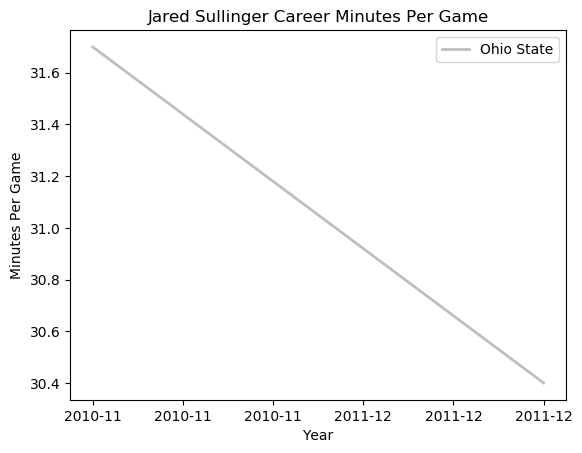 Jared Sullinger Career Minutes Per Game
Ohio State
31.6
31.4
31.2
31.0
30.8
30.6
30.4
Minutes Per Game
2010-11 2010-11 2010-11 2011-12 2011-12 2011-12
Year